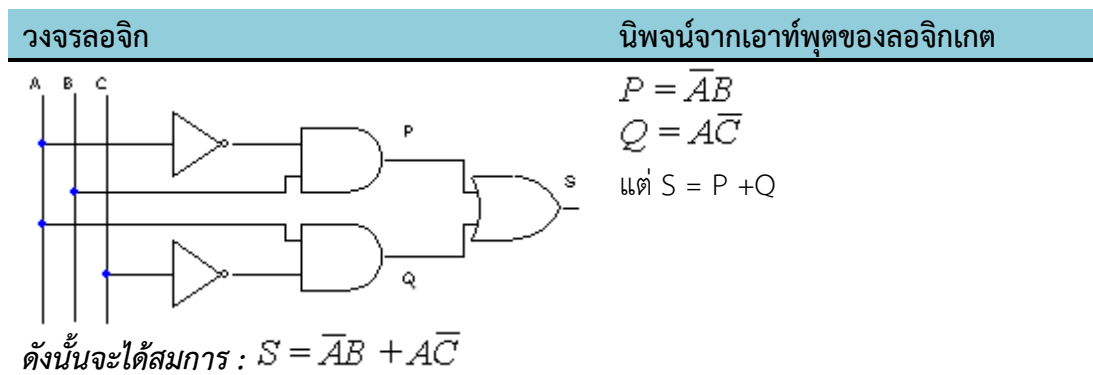 วงจรลอจิก นิพจน์จากเอาท์พุตของลอจิกเกต
A B C
P
Q
S
P = A̅B
Q = AC̅
แต่ S = P +Q
ดังนั้นจะได้สมการ : S = A̅B + AC̅